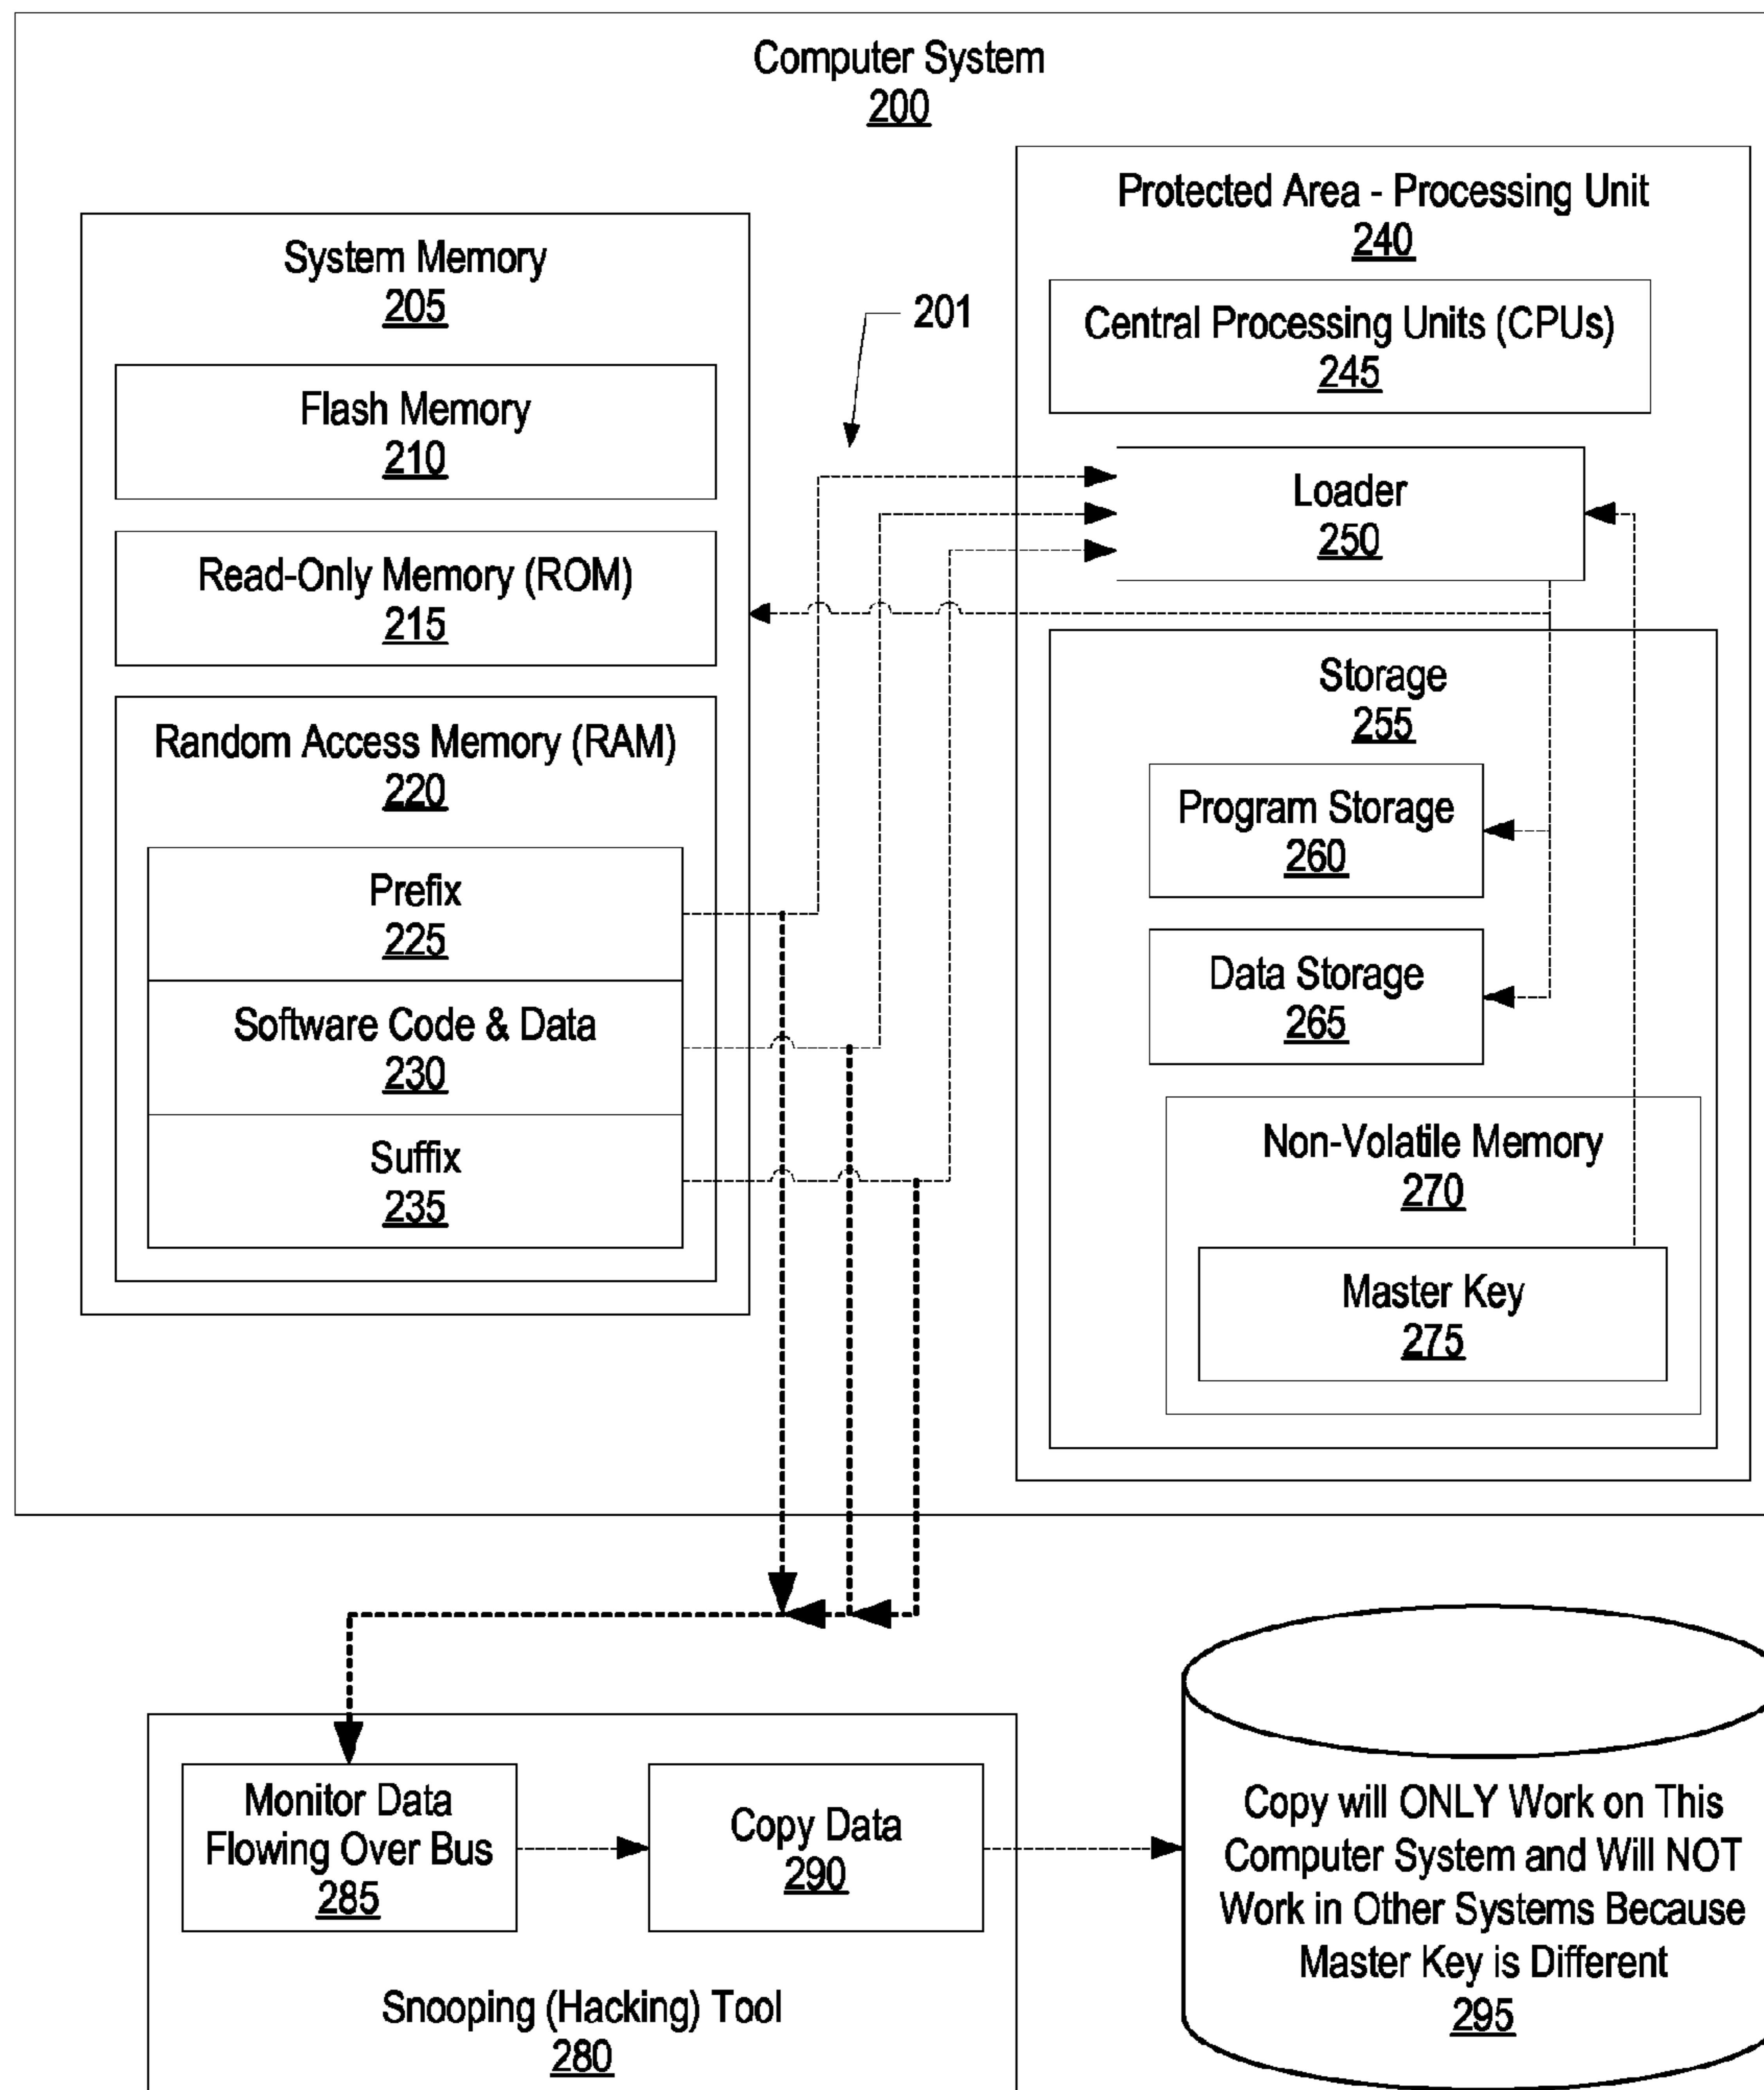 Computer System
200
System Memory
205
Flash Memory
210
Read-Only Memory (ROM)
215
Random Access Memory (RAM)
220
Prefix
225
Software Code & Data
230
Suffix
235
201
Protected Area - Processing Unit
240
Central Processing Units (CPUs)
245
Loader
250
Storage
255
Program Storage
260
Data Storage
265
Non-Volatile Memory
270
Master Key
275
Monitor Data
Flowing Over Bus
285
Copy Data
290
Snooping (Hacking) Tool
280
Copy will ONLY Work on This
Computer System and Will NOT
Work in Other Systems Because
Master Key is Different
295